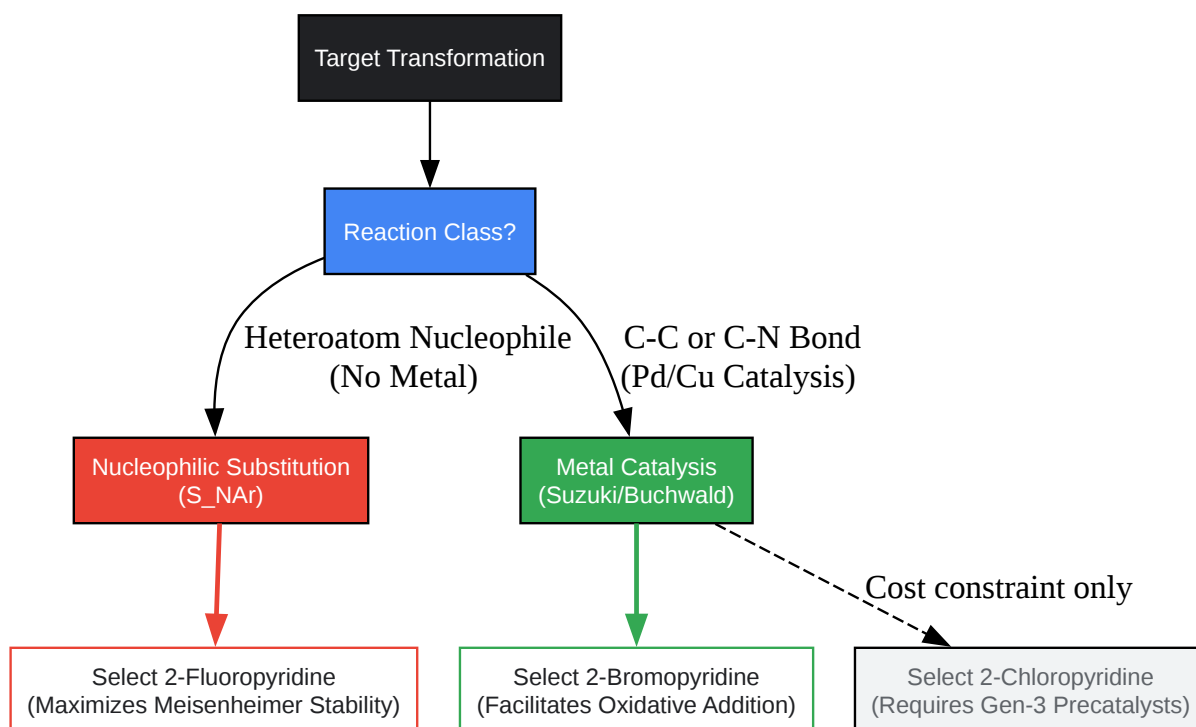 Target Transformation
Reaction Class?
Heteroatom Nucleophile
(No Metal)
C-C or C-N Bond
(Pd/Cu Catalysis)
Nucleophilic Substitution
(S_NAr)
Metal Catalysis
(Suzuki/Buchwald)
Cost constraint only
Select 2-Fluoropyridine
(Maximizes Meisenheimer Stability)
Select 2-Bromopyridine
(Facilitates Oxidative Addition)
Select 2-Chloropyridine
(Requires Gen-3 Precatalysts)